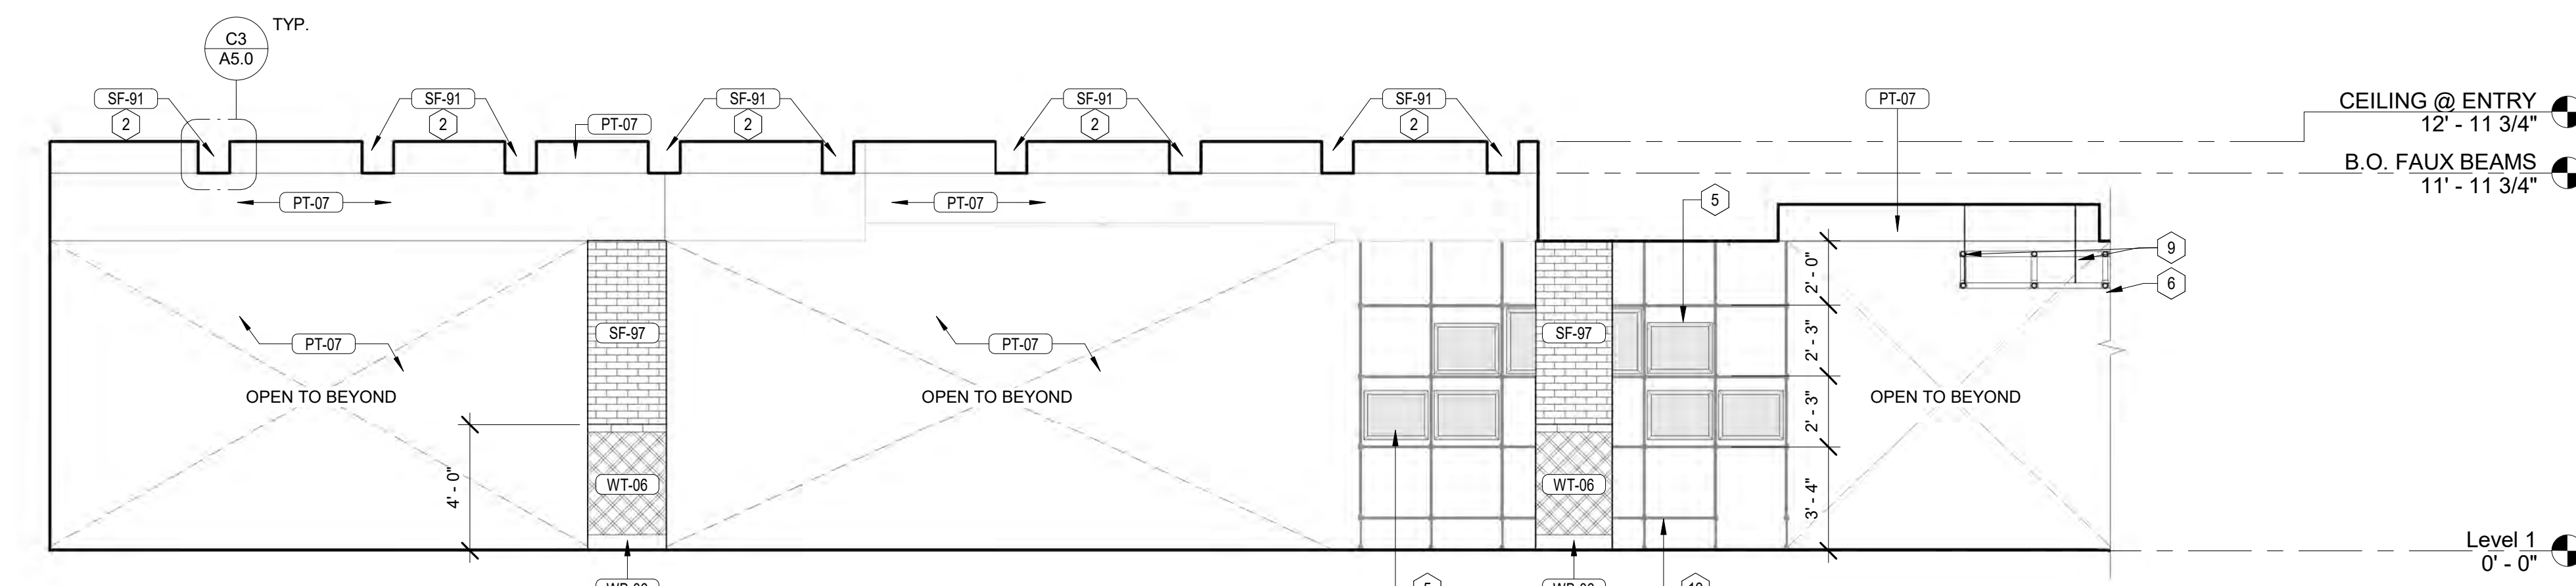 TYP.
C3
A5.0
SF-91
2
SF-91
2
PT-07
SF-91
2
SF-91
2
SF-91
2
PT-07
CEILING @ ENTRY
12' - 11 3/4"
B.O. FAUX BEAMS
11' - 11 3/4"
PT-07
PT-07
5
9
6
2' - 0"
PT-07
SF-97
PT-07
SF-97
2' - 3"
OPEN TO BEYOND
OPEN TO BEYOND
2' - 3"
OPEN TO BEYOND
4' - 0"
WT-06
WT-06
3' - 4"
Level 1
0' - 0"